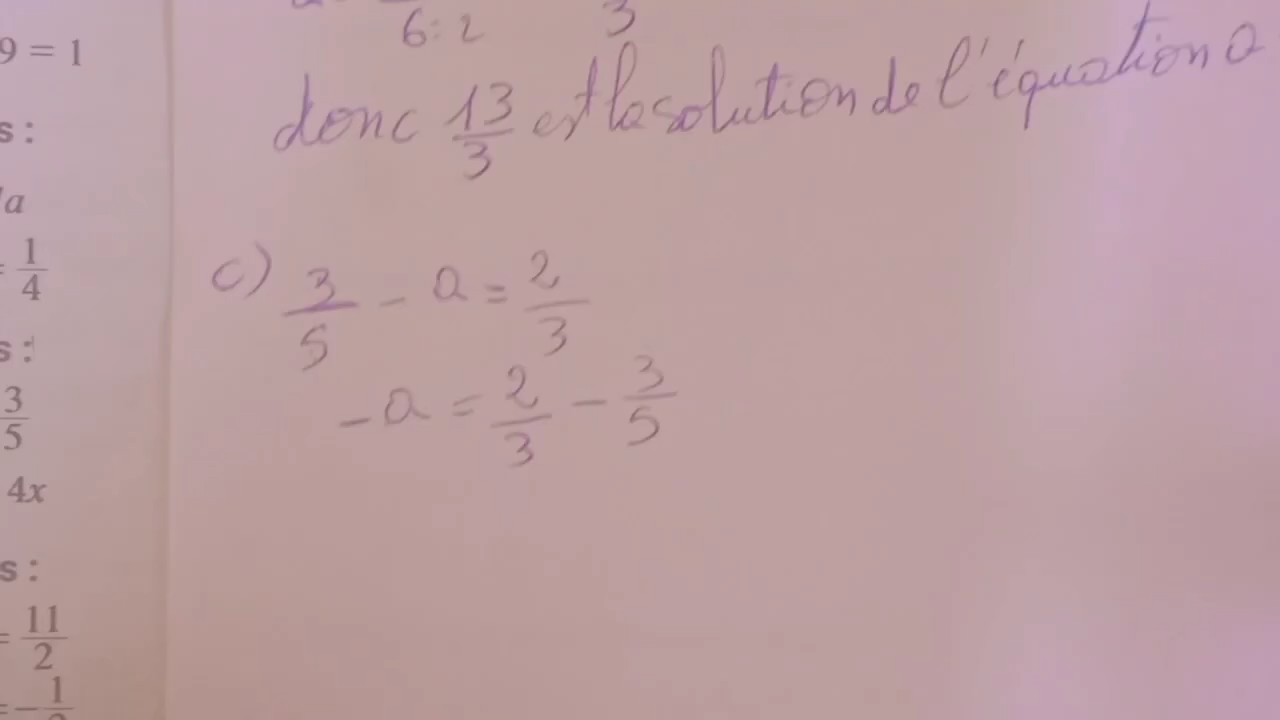 9 = 1
s :
a
= 1/4
s :
3/5
4x
s :
= 11/2
= - 1
6 : 2 3
donc 13/3 est la solution de l'équation a
c) 3/5 - a = 2/3
- a = 2/3 - 3/5